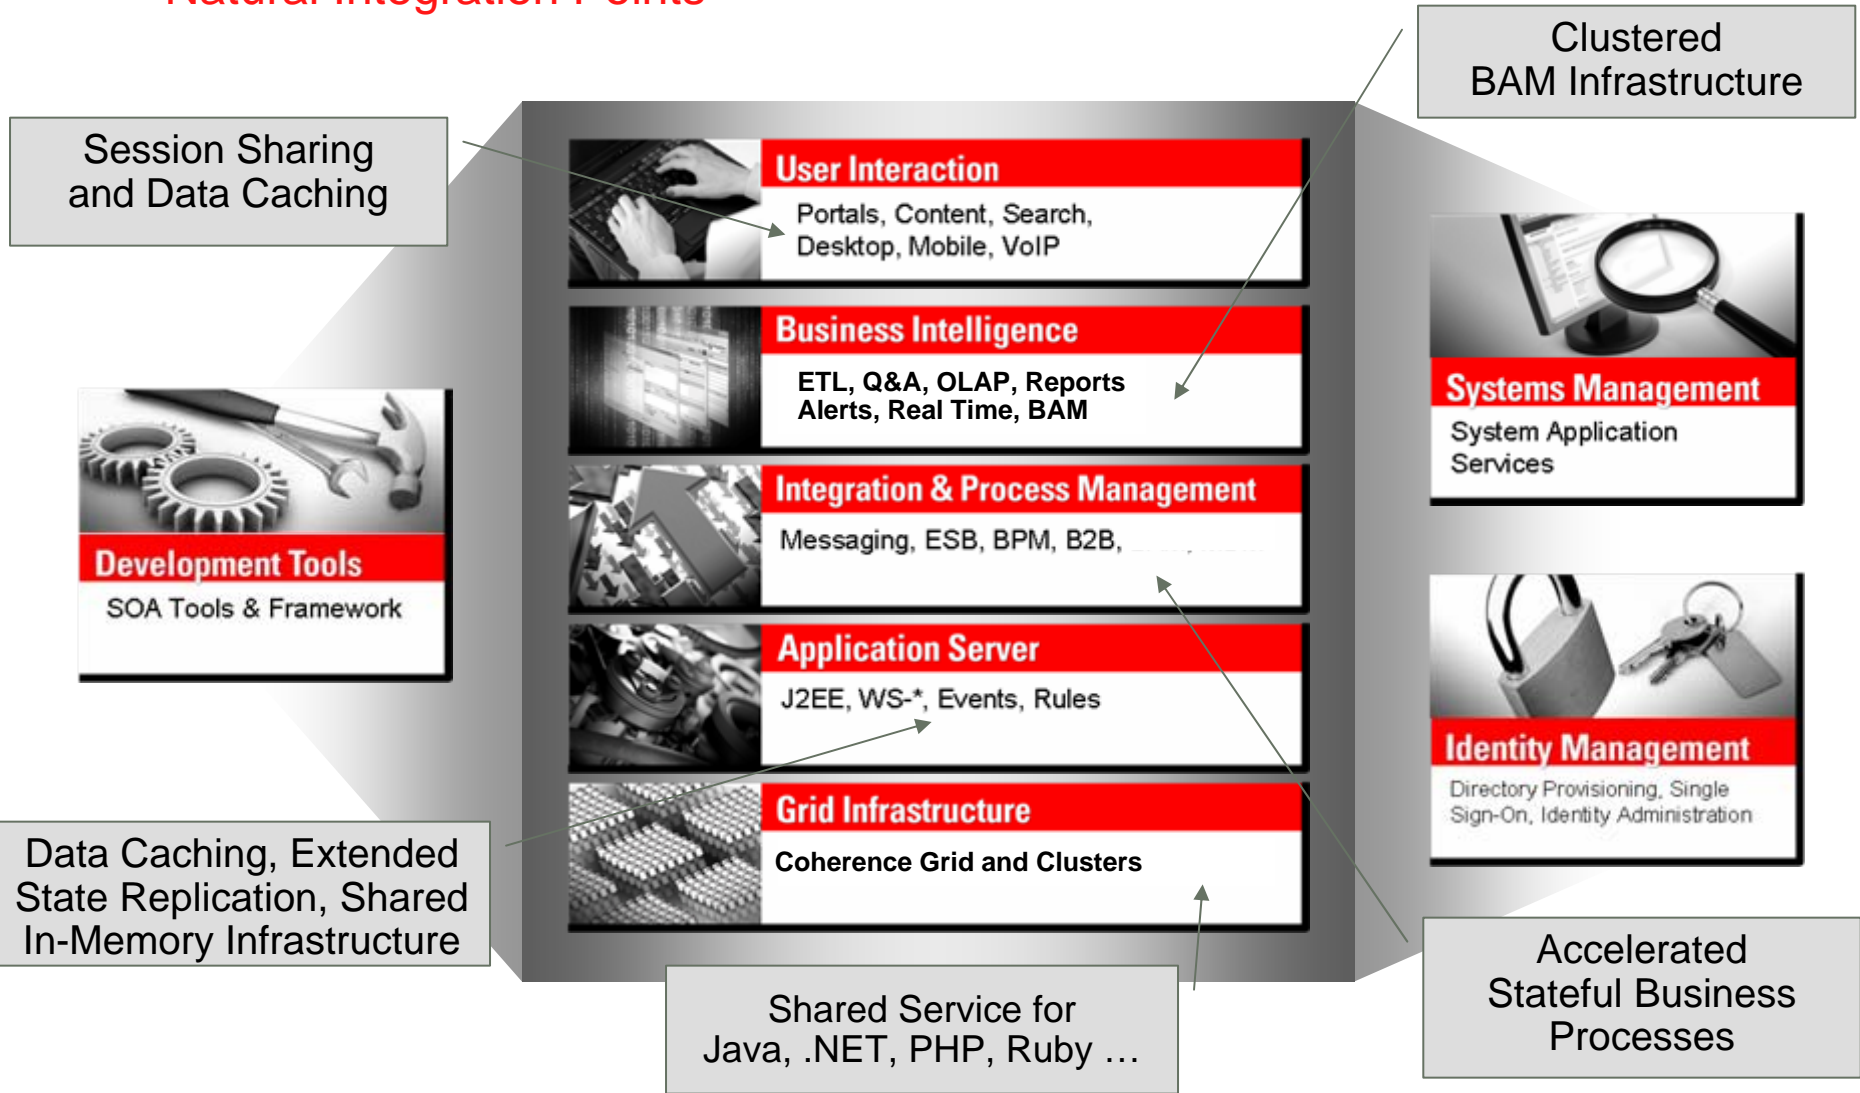 Natural Integration Points
Clustered
BAM Infrastructure
Session Sharing
and Data Caching
User Interaction
Portals, Content, Search,
Desktop, Mobile, VoIP
Business Intelligence
ETL, Q&A, OLAP, Reports
Alerts, Real Time, BAM
Integration & Process Management
Messaging, ESB, BPM, B2B,
Application Server
J2EE, WS-*, Events, Rules
Grid Infrastructure
Coherence Grid and Clusters
Development Tools
SOA Tools & Framework
Systems Management
System Application
Services
Identity Management
Directory Provisioning, Single
Sign-On, Identity Administration
Data Caching, Extended
State Replication, Shared
In-Memory Infrastructure
Shared Service for
Java, .NET, PHP, Ruby …
Accelerated
Stateful Business
Processes